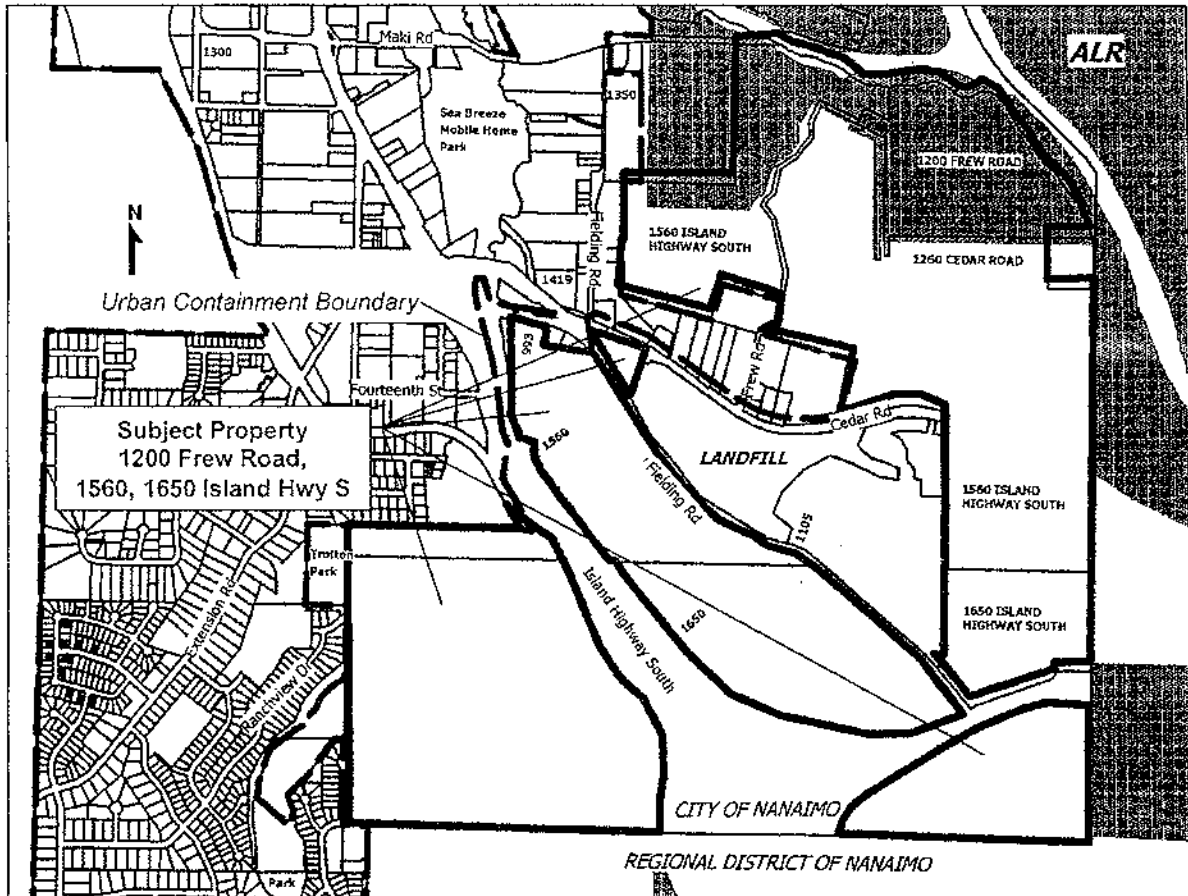 Maki Rd
ALR
1300
1350
Sea Breeze
Mobile Home
Park
1200 FREW ROAD
N
Fielding Rd
1560 ISLAND
HIGHWAY SOUTH
1260 CEDAR ROAD
1419
Urban Containment Boundary
993
Frew Rd
Fourteenth St
Cedar Rd
Subject Property
1200 Frew Road,
1560, 1650 Island Hwy S
1560
LANDFILL
Fielding Rd
1560 ISLAND
HIGHWAY SOUTH
1105
Trofton
Park
Extension Rd
Island Highway South
1650
1650 ISLAND
HIGHWAY SOUTH
Ranchview Dr
CITY OF NANAIMO
REGIONAL DISTRICT OF NANAIMO
Park